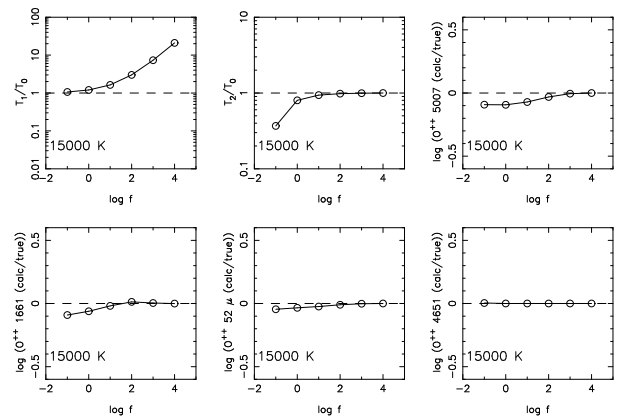 T₁/T₀
100
10
1
0.1
0.01
15000 K
−2 0 2 4
log f
T₂/T₀
10
1
0.1
15000 K
−2 0 2 4
log f
log (O⁺⁺ 5007 (calc/true))
0.5
0
−0.5
15000 K
−2 0 2 4
log f
log (O⁺⁺ 1661 (calc/true))
0.5
0
−0.5
15000 K
−2 0 2 4
log f
log (O⁺⁺ 52 μ (calc/true))
0.5
0
−0.5
15000 K
−2 0 2 4
log f
log (O⁺⁺ 4651 (calc/true))
0.5
0
−0.5
15000 K
−2 0 2 4
log f